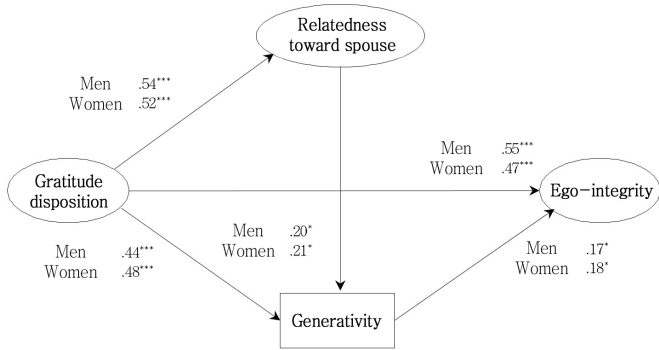 Relatedness
toward spouse
Men .54***
Women .52***
Men .55***
Women .47***
Gratitude
disposition
Ego-integrity
Men .44***
Women .48***
Men .20*
Women .21*
Men .17*
Women .18*
Generativity